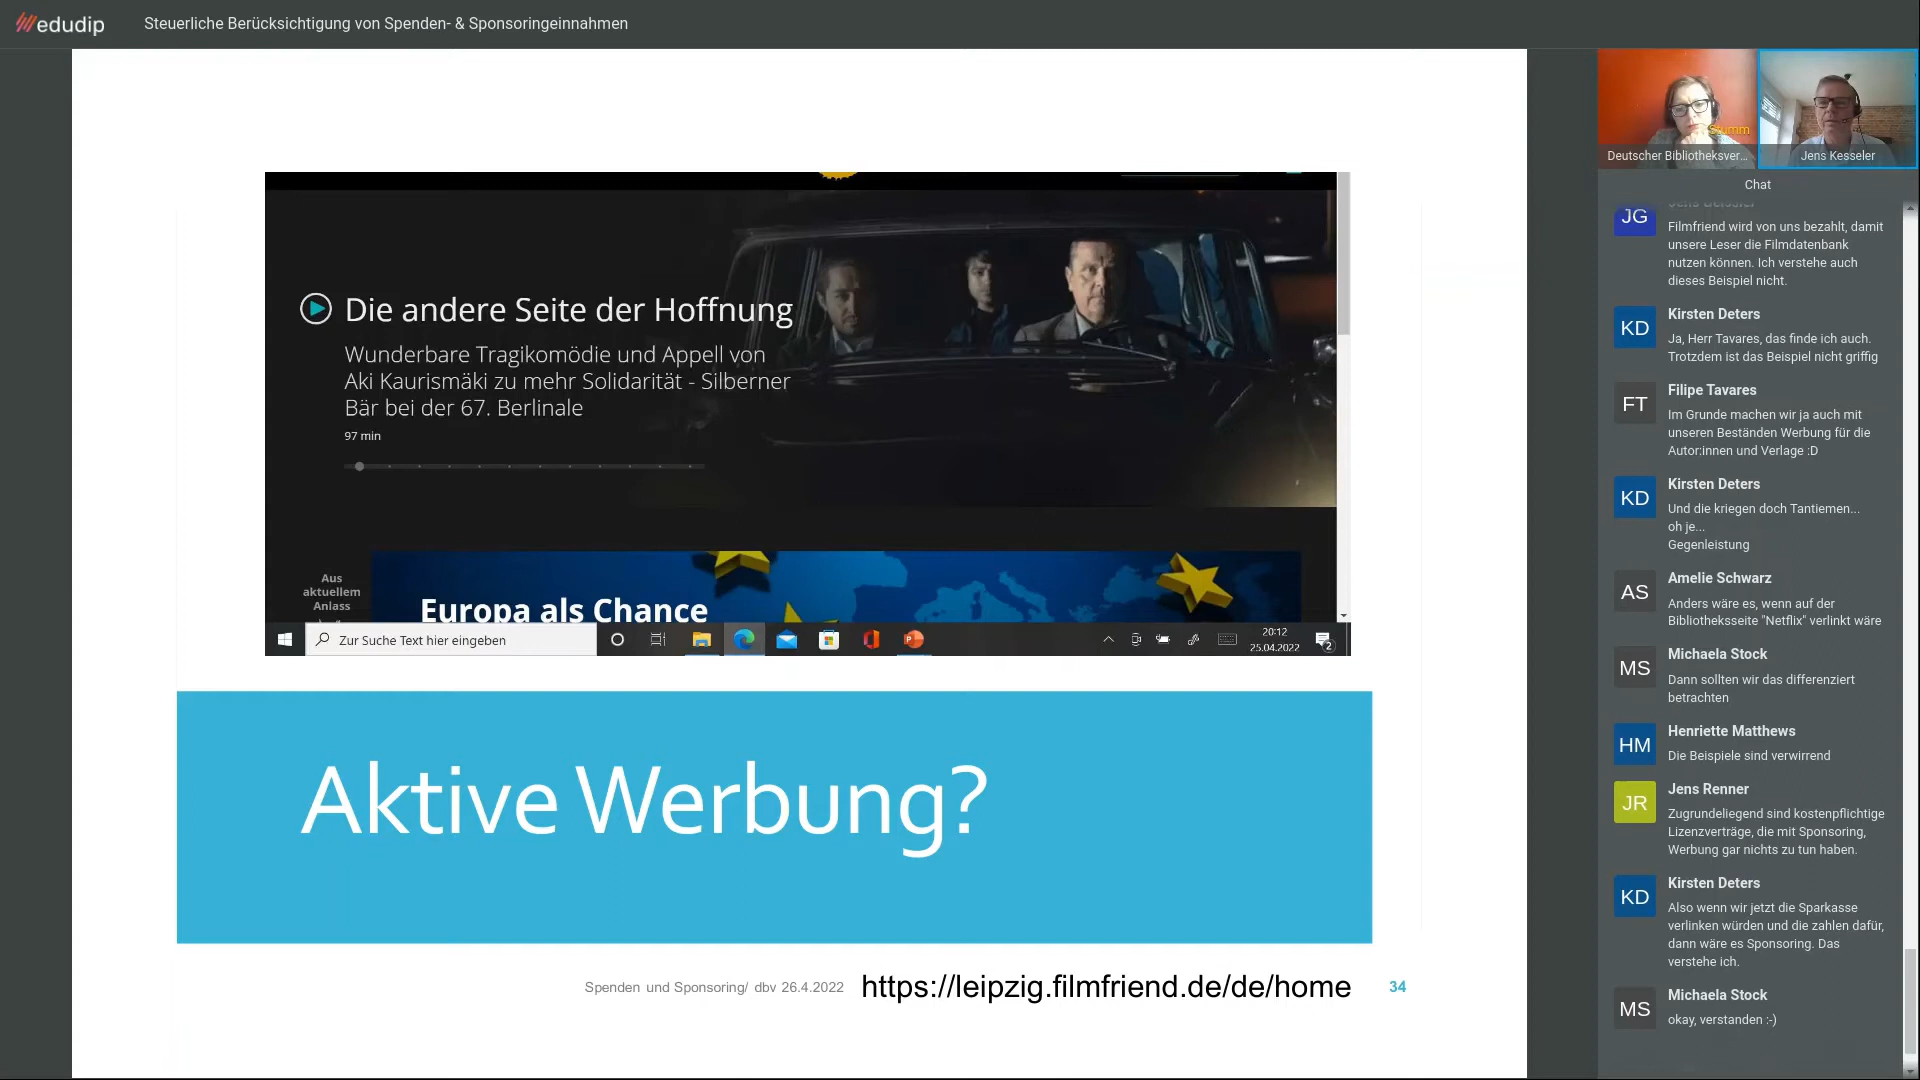 edudip
Steuerliche Berücksichtigung von Spenden- & Sponsoringeinnahmen
Die andere Seite der Hoffnung
Wunderbare Tragikomödie und Appell von
Aki Kaurismäki zu mehr Solidarität - Silberner
Bär bei der 67. Berlinale
97 min
Aus
aktuellem
Anlass
Europa als Chance
Zur Suche Text hier eingeben
20:12
25.04.2022
2
Aktive Werbung?
Spenden und Sponsoring/ dbv 26.4.2022
https://leipzig.filmfriend.de/de/home
34
Stumm
Deutscher Bibliotheksver...
Jens Kesseler
Chat
JG
Filmfriend wird von uns bezahlt, damit
unsere Leser die Filmdatenbank
nutzen können. Ich verstehe auch
dieses Beispiel nicht.
KD
Kirsten Deters
Ja, Herr Tavares, das finde ich auch.
Trotzdem ist das Beispiel nicht griffig
FT
Filipe Tavares
Im Grunde machen wir ja auch mit
unseren Beständen Werbung für die
Autor:innen und Verlage :D
KD
Kirsten Deters
Und die kriegen doch Tantiemen...
oh je...
Gegenleistung
AS
Amelie Schwarz
Anders wäre es, wenn auf der
Bibliotheksseite "Netflix" verlinkt wäre
MS
Michaela Stock
Dann sollten wir das differenziert
betrachten
HM
Henriette Matthews
Die Beispiele sind verwirrend
JR
Jens Renner
Zugrundeliegend sind kostenpflichtige
Lizenzverträge, die mit Sponsoring,
Werbung gar nichts zu tun haben.
KD
Kirsten Deters
Also wenn wir jetzt die Sparkasse
verlinken würden und die zahlen dafür,
dann wäre es Sponsoring. Das
verstehe ich.
MS
Michaela Stock
okay, verstanden :-)